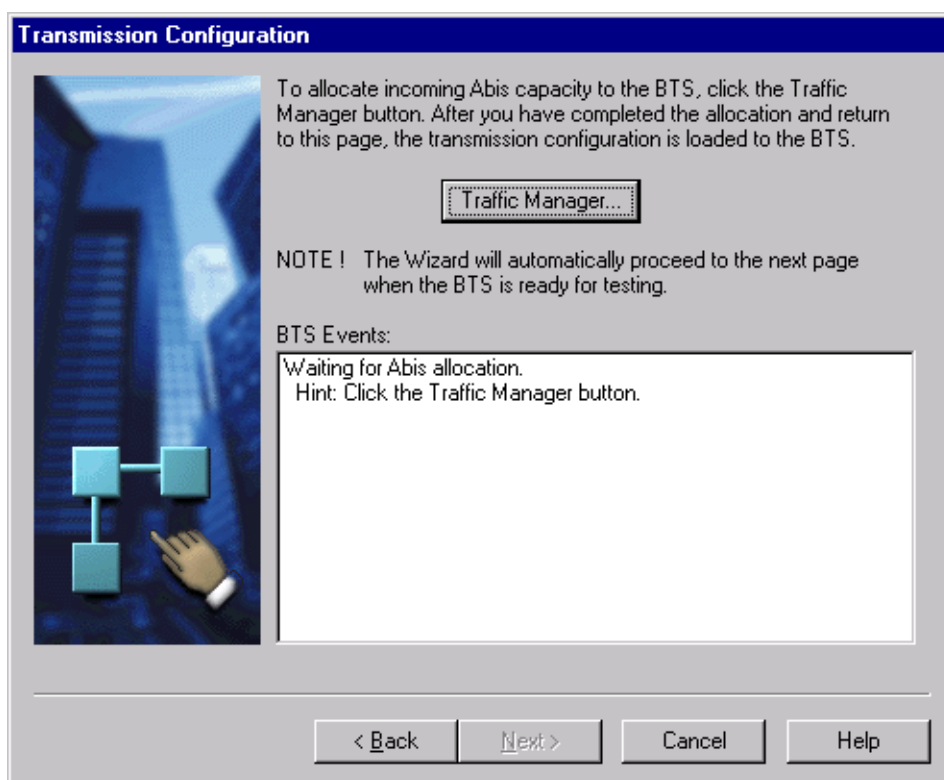 Transmission Configuration
To allocate incoming Abis capacity to the BTS, click the Traffic
Manager button. After you have completed the allocation and return
to this page, the transmission configuration is loaded to the BTS.
Traffic Manager...
NOTE ! The Wizard will automatically proceed to the next page
when the BTS is ready for testing.
BTS Events:
Waiting for Abis allocation.
Hint: Click the Traffic Manager button.
< Back
Next >
Cancel
Help